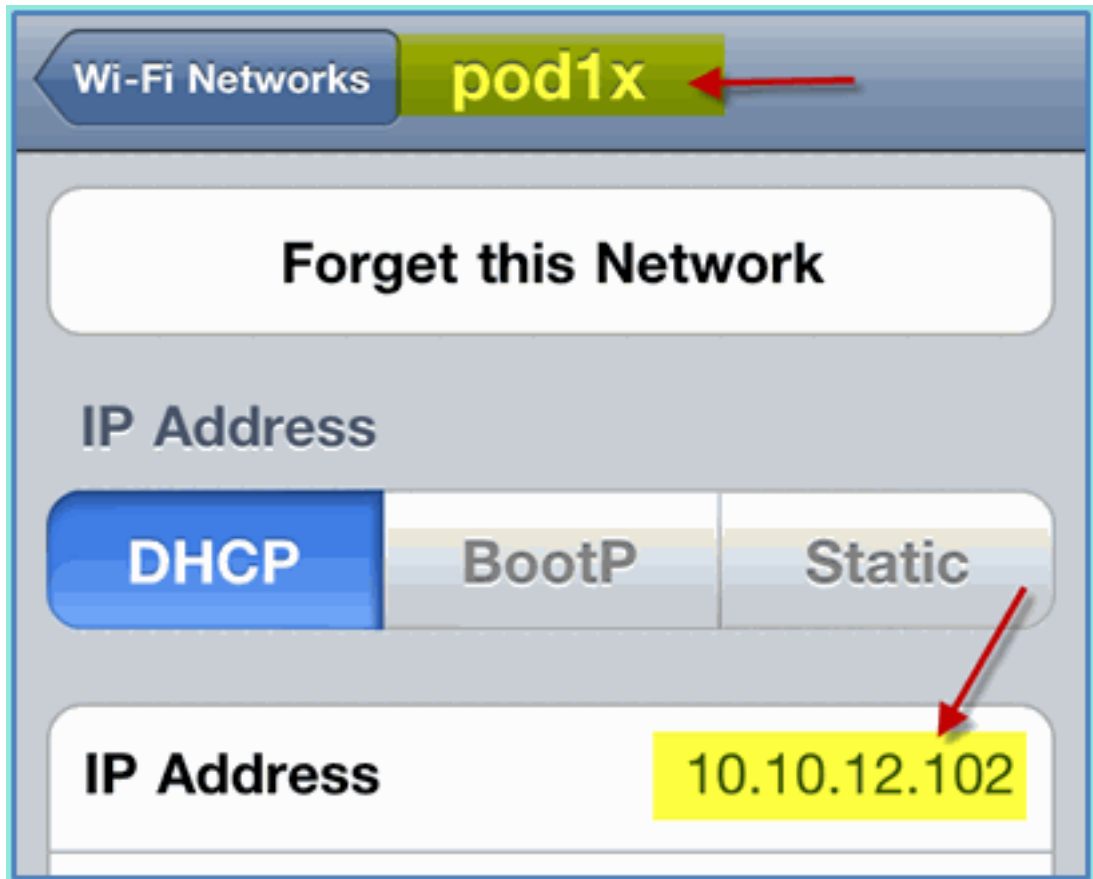 Wi-Fi Networks pod1x
Forget this Network
IP Address
DHCP BootP Static
IP Address 10.10.12.102